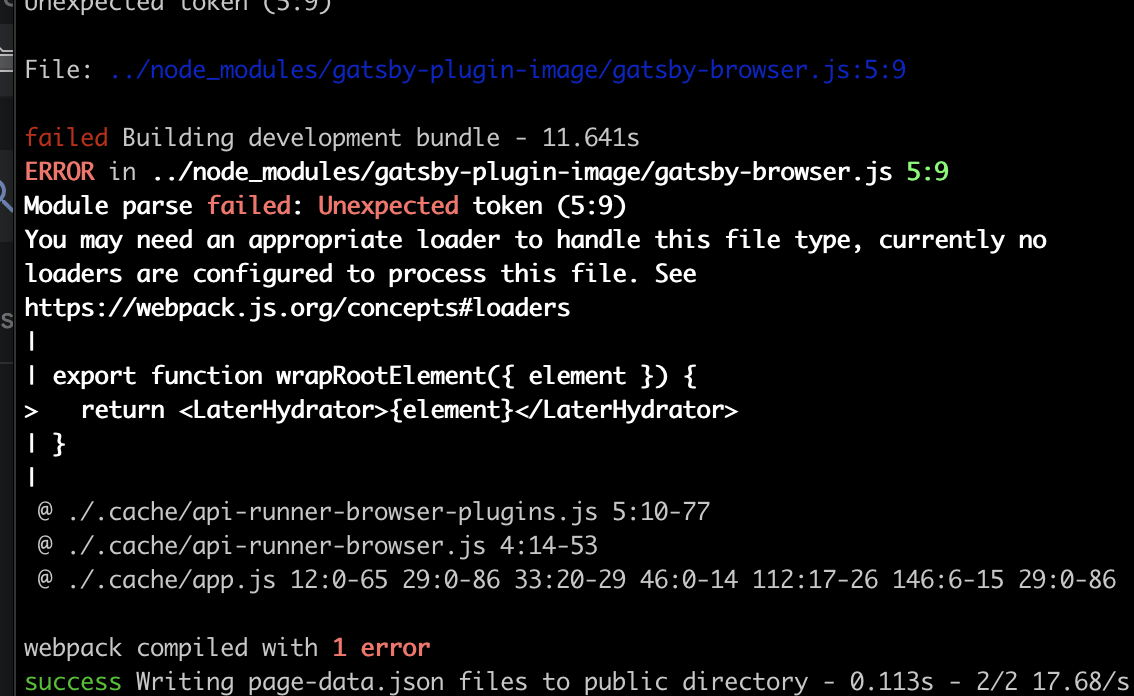 Unexpected token (5:9)
File: ../node_modules/gatsby-plugin-image/gatsby-browser.js:5:9
failed Building development bundle - 11.641s
ERROR in ../node_modules/gatsby-plugin-image/gatsby-browser.js 5:9
Module parse failed: Unexpected token (5:9)
You may need an appropriate loader to handle this file type, currently no
loaders are configured to process this file. See
https://webpack.js.org/concepts#loaders
|
| export function wrapRootElement({ element }) {
>   return <LaterHydrator>{element}</LaterHydrator>
| }
|
 @ ./.cache/api-runner-browser-plugins.js 5:10-77
 @ ./.cache/api-runner-browser.js 4:14-53
 @ ./.cache/app.js 12:0-65 29:0-86 33:20-29 46:0-14 112:17-26 146:6-15 29:0-86
webpack compiled with 1 error
success Writing page-data.json files to public directory - 0.113s - 2/2 17.68/s